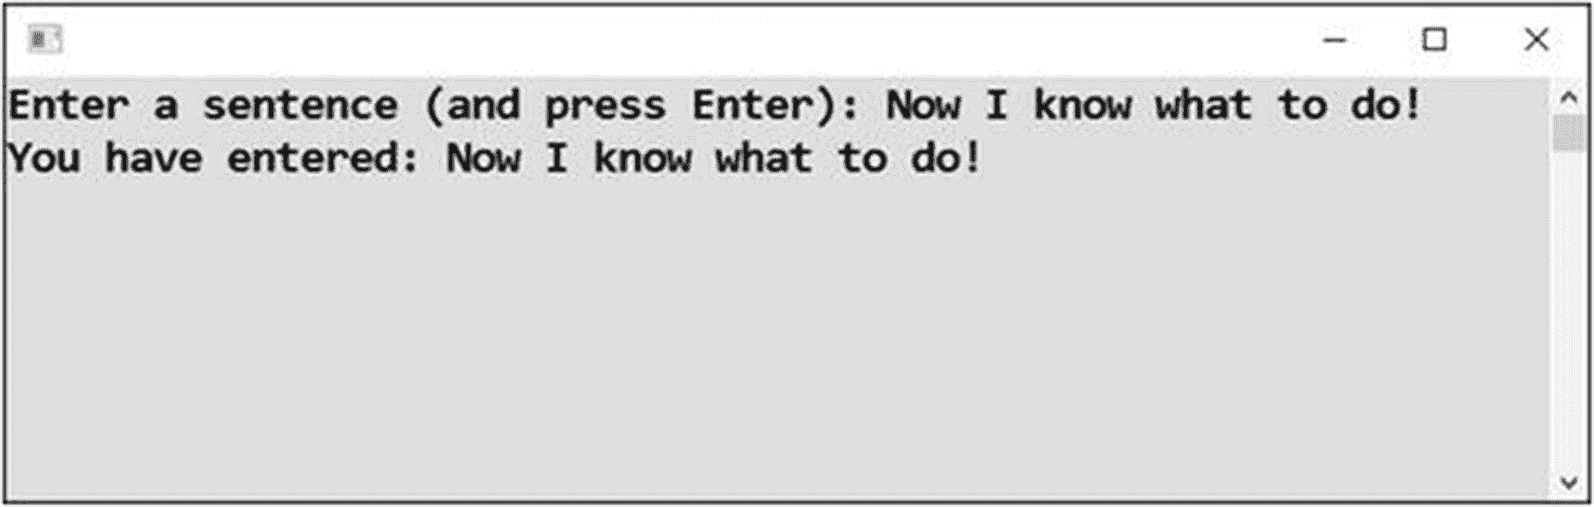 Enter a sentence (and press Enter): Now I know what to do!
You have entered: Now I know what to do!